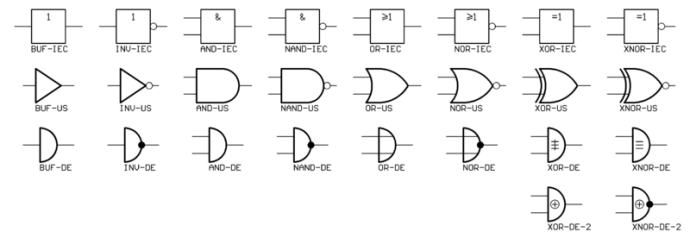 1 1 & & ≥1 ≥1 =1 =1
BUF-IEC INV-IEC AND-IEC NAND-IEC OR-IEC NOR-IEC XOR-IEC XNOR-IEC
BUF-US INV-US AND-US NAND-US OR-US NOR-US XOR-US XNOR-US
BUF-DE INV-DE AND-DE NAND-DE OR-DE NOR-DE XOR-DE XNOR-DE
XOR-DE-2 XNOR-DE-2